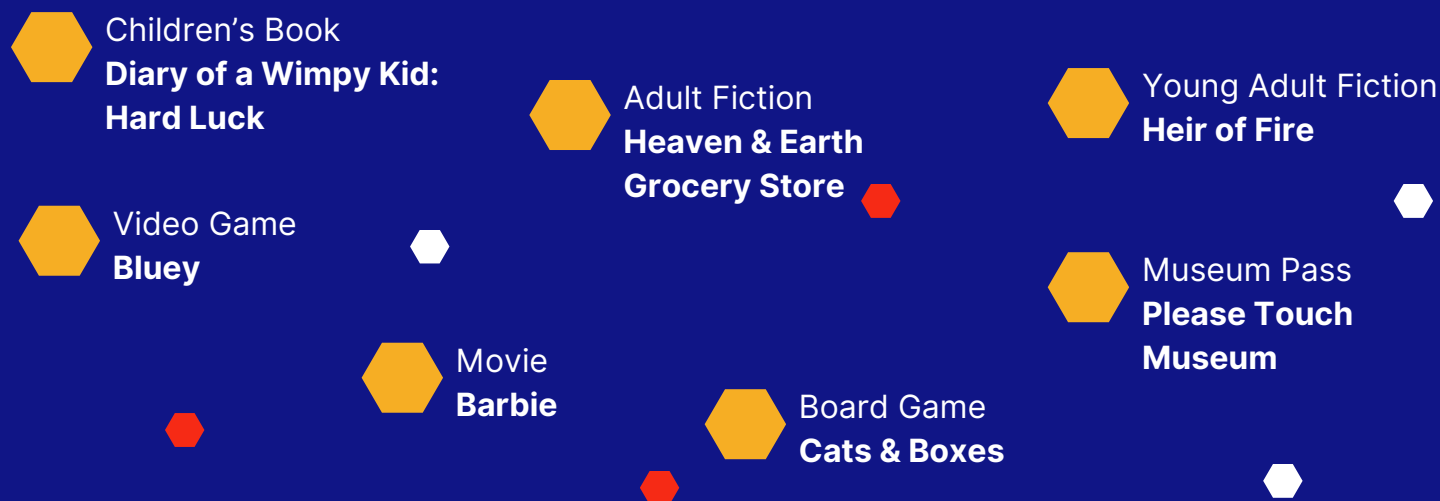 Children’s Book
Diary of a Wimpy Kid:
Hard Luck
Adult Fiction
Heaven & Earth
Grocery Store
Young Adult Fiction
Heir of Fire
Video Game
Bluey
Museum Pass
Please Touch
Museum
Movie
Barbie
Board Game
Cats & Boxes